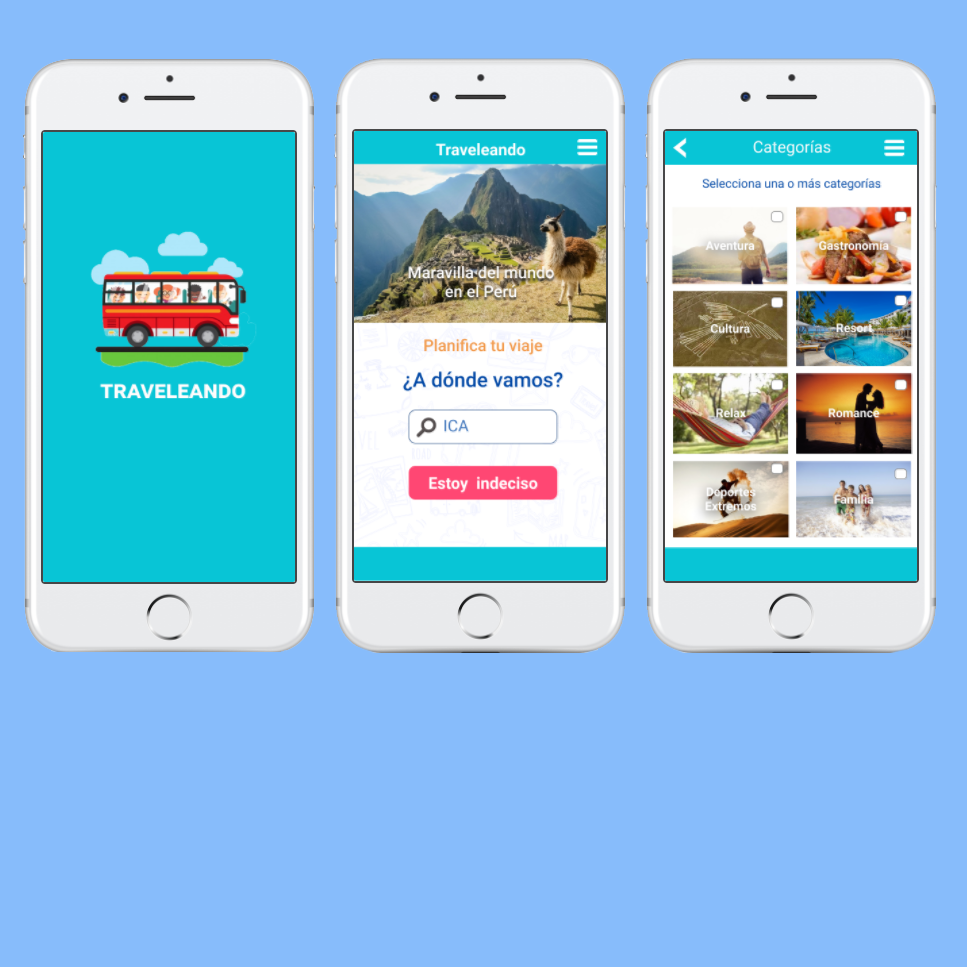 TRAVELEANDO
Traveleando
Maravilla del mundo
en el Perú
Planifica tu viaje
¿A dónde vamos?
ICA
Estoy indeciso
Categorías
Selecciona una o más categorías
Aventura
Gastronomía
Cultura
Resort
Relax
Romance
Deportes
Extremos
Familia